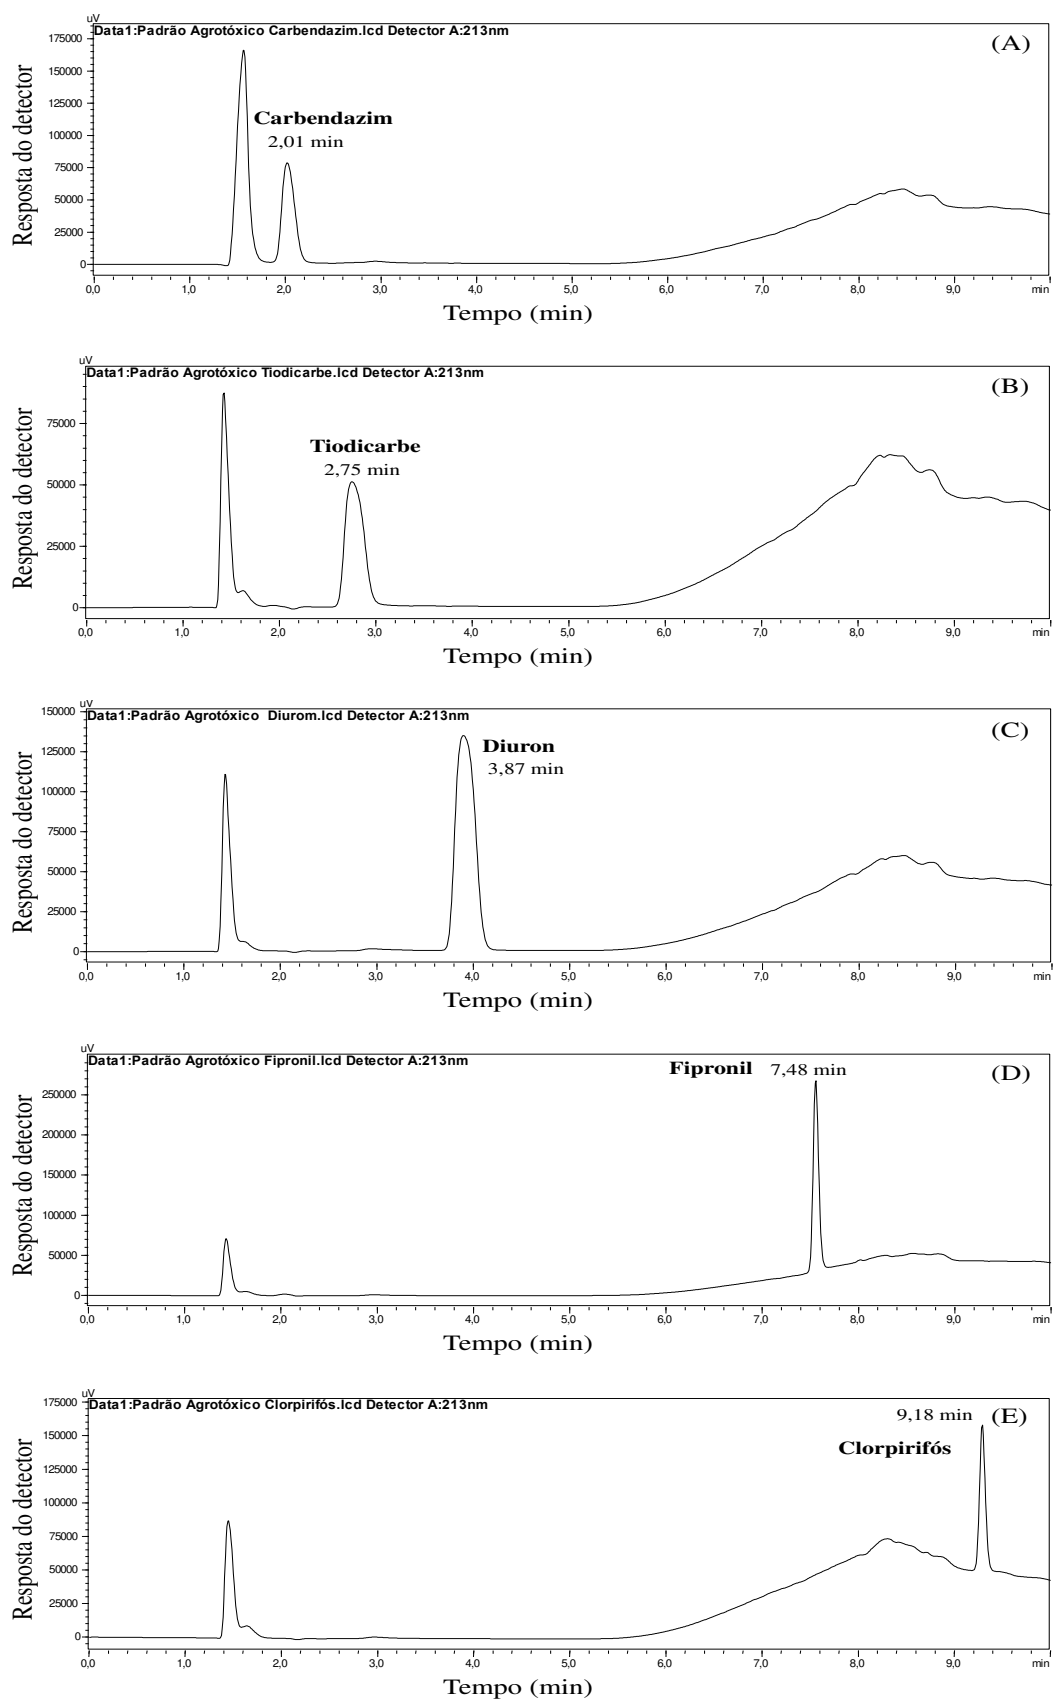 uV
Data1:Padrão Agrotóxico Carbendazim.lcd Detector A:213nm
(A)
175000
150000
125000
100000
75000
50000
25000
0
Resposta do detector
Carbendazim
2,01 min
0,0 1,0 2,0 3,0 4,0 5,0 6,0 7,0 8,0 9,0 min
Tempo (min)
uV
Data1:Padrão Agrotóxico Tiodicarbe.lcd Detector A:213nm
(B)
75000
50000
25000
0
Resposta do detector
Tiodicarbe
2,75 min
0,0 1,0 2,0 3,0 4,0 5,0 6,0 7,0 8,0 9,0 min
Tempo (min)
uV
Data1:Padrão Agrotóxico Diurom.lcd Detector A:213nm
(C)
150000
125000
100000
75000
50000
25000
0
Resposta do detector
Diuron
3,87 min
0,0 1,0 2,0 3,0 4,0 5,0 6,0 7,0 8,0 9,0 min
Tempo (min)
uV
Data1:Padrão Agrotóxico Fipronil.lcd Detector A:213nm
(D)
250000
200000
150000
100000
50000
0
Resposta do detector
Fipronil 7,48 min
0,0 1,0 2,0 3,0 4,0 5,0 6,0 7,0 8,0 9,0 min
Tempo (min)
uV
Data1:Padrão Agrotóxico Clorpirifós.lcd Detector A:213nm
(E)
175000
150000
125000
100000
75000
50000
25000
0
Resposta do detector
9,18 min
Clorpirifós
0,0 1,0 2,0 3,0 4,0 5,0 6,0 7,0 8,0 9,0 min
Tempo (min)